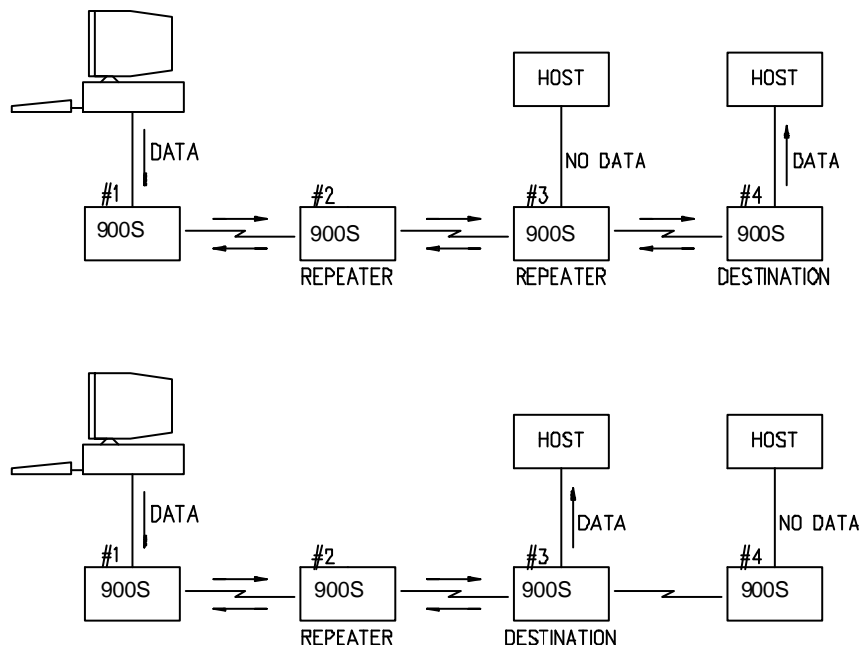 HOST
HOST
DATA
NO DATA
DATA
#1
#2
#3
#4
900S
900S
900S
900S
REPEATER
REPEATER
DESTINATION
HOST
HOST
DATA
DATA
NO DATA
#1
#2
#3
#4
900S
900S
900S
900S
REPEATER
DESTINATION